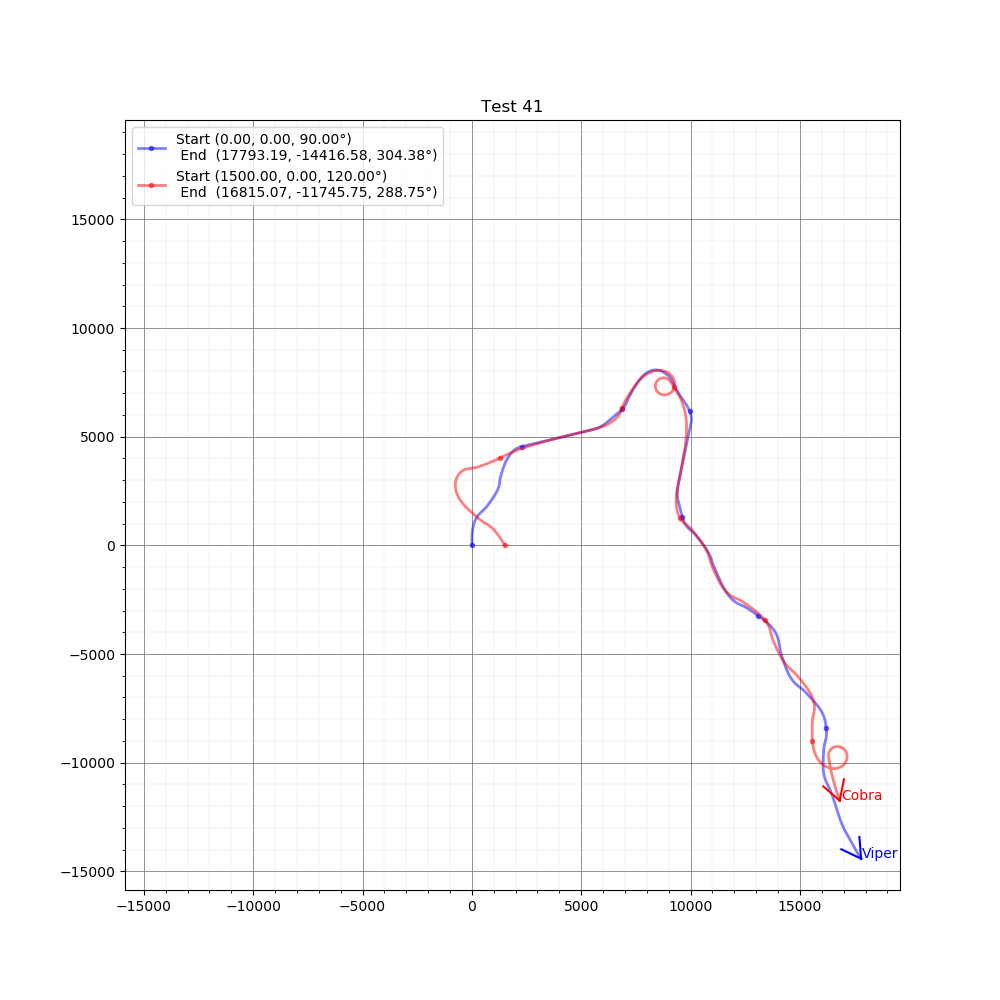 Test 41
Start (0.00, 0.00, 90.00°)
End (17793.19, -14416.58, 304.38°)
Start (1500.00, 0.00, 120.00°)
End (16815.07, -11745.75, 288.75°)
15000
10000
5000
0
−5000
−10000
−15000
Cobra
Viper
−15000 −10000 −5000 0 5000 10000 15000